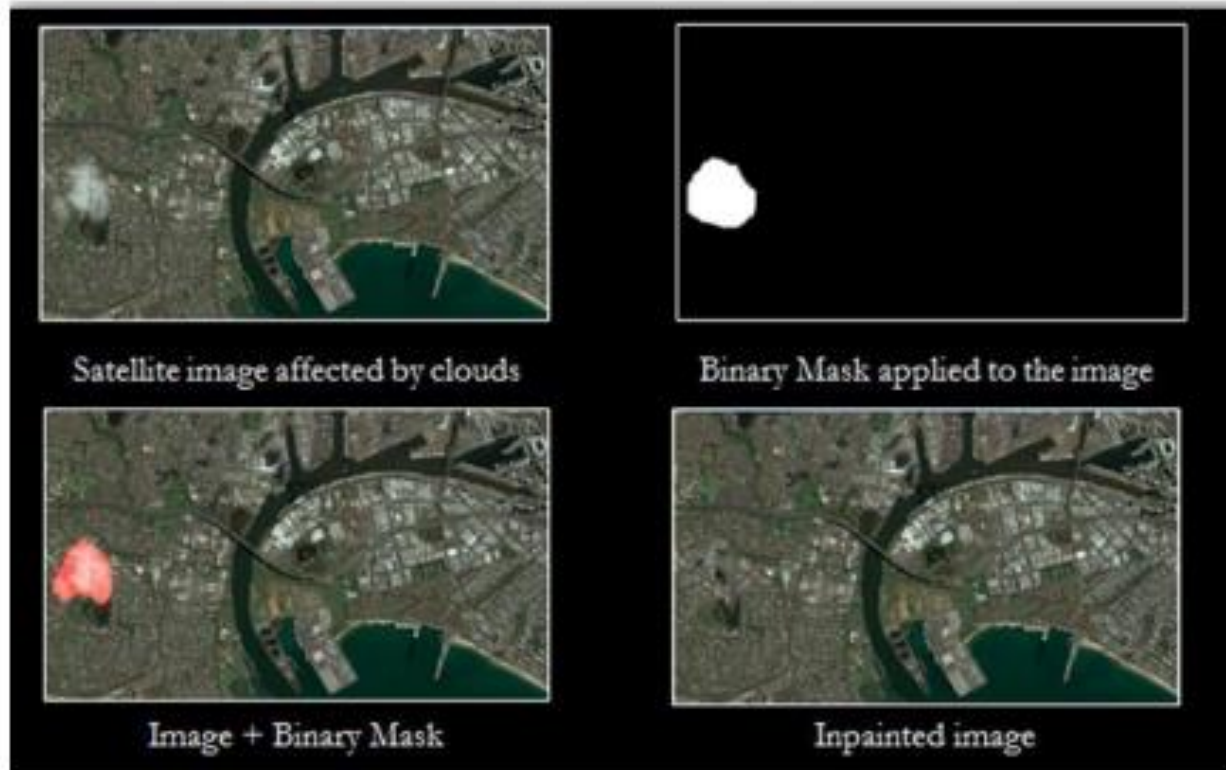 Satellite image affected by clouds
Binary Mask applied to the image
Image + Binary Mask
Inpainted image